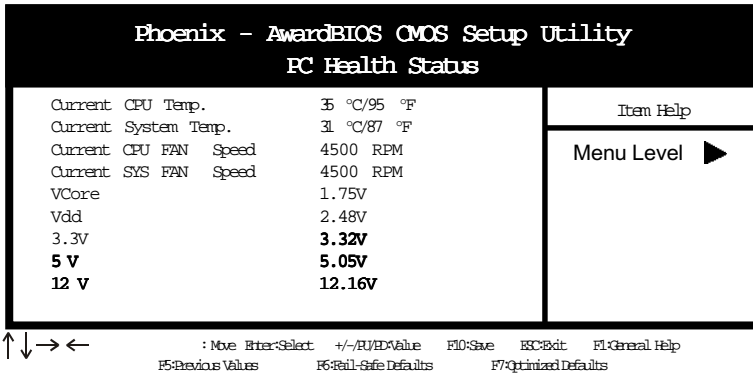 Phoenix - AwardBIOS CMOS Setup Utility
PC Health Status
Current CPU Temp. 35 °C/95 °F
Current System Temp. 31 °C/87 °F
Current CPU FAN Speed 4500 RPM
Current SYS FAN Speed 4500 RPM
VCore 1.75V
Vdd 2.48V
3.3V 3.32V
5 V 5.05V
12 V 12.16V
Item Help
Menu Level ▶
↑↓→← : Move Enter:Select +/-/PU/PD:Value F10:Save ESC:Exit F1:General Help
F5:Previous Values F6:Fail-Safe Defaults F7:Optimized Defaults